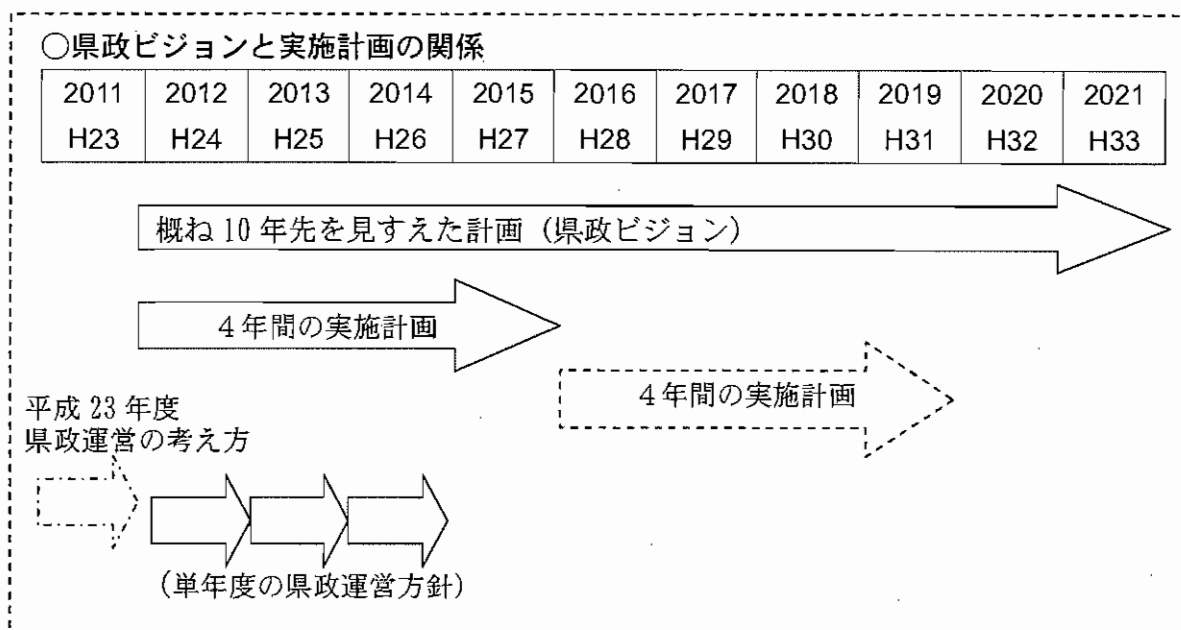 ○県政ビジョンと実施計画の関係
2011 2012 2013 2014 2015 2016 2017 2018 2019 2020 2021
H23 H24 H25 H26 H27 H28 H29 H30 H31 H32 H33
概ね10年先を見すえた計画（県政ビジョン）
4年間の実施計画
4年間の実施計画
平成23年度
県政運営の考え方
（単年度の県政運営方針）